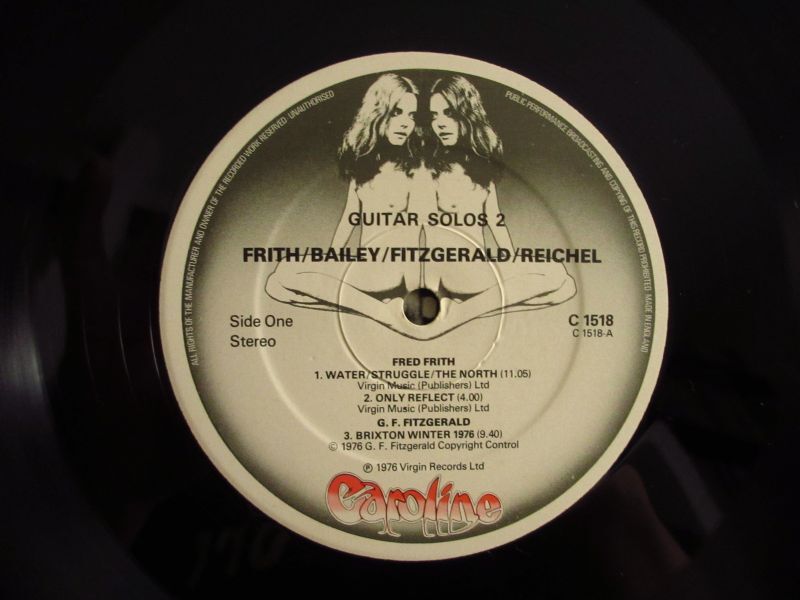 ALL RIGHTS OF THE MANUFACTURER AND OWNER OF THE RECORDED WORK RESERVED · UNAUTHORISED
PUBLIC PERFORMANCE BROADCASTING AND COPYING OF THIS RECORD PROHIBITED · MADE IN ENGLAND
GUITAR SOLOS 2
FRITH/BAILEY/FITZGERALD/REICHEL
Side One
Stereo
C 1518
C 1518-A
FRED FRITH
1. WATER/STRUGGLE/THE NORTH (11.05)
Virgin Music (Publishers) Ltd
2. ONLY REFLECT (4.00)
Virgin Music (Publishers) Ltd
G. F. FITZGERALD
3. BRIXTON WINTER 1976 (9.40)
© 1976 G. F. Fitzgerald Copyright Control
℗ 1976 Virgin Records Ltd
Caroline